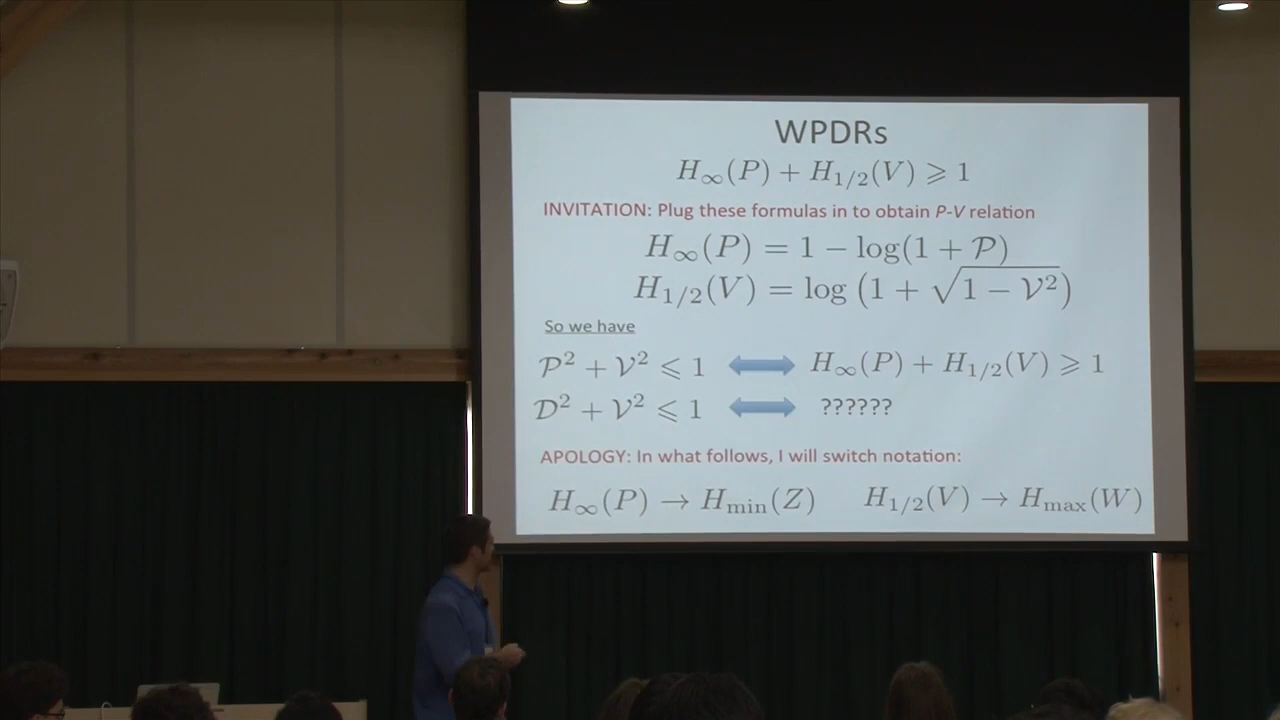 WPDRs
H∞(P) + H1/2(V) ⩾ 1
INVITATION: Plug these formulas in to obtain P-V relation
H∞(P) = 1 − log(1 + 𝒫)
H1/2(V) = log (1 + √1 − 𝒱²)
So we have
𝒫² + 𝒱² ⩽ 1 ⟺ H∞(P) + H1/2(V) ⩾ 1
𝒟² + 𝒱² ⩽ 1 ⟺ ??????
APOLOGY: In what follows, I will switch notation:
H∞(P) → Hmin(Z) H1/2(V) → Hmax(W)